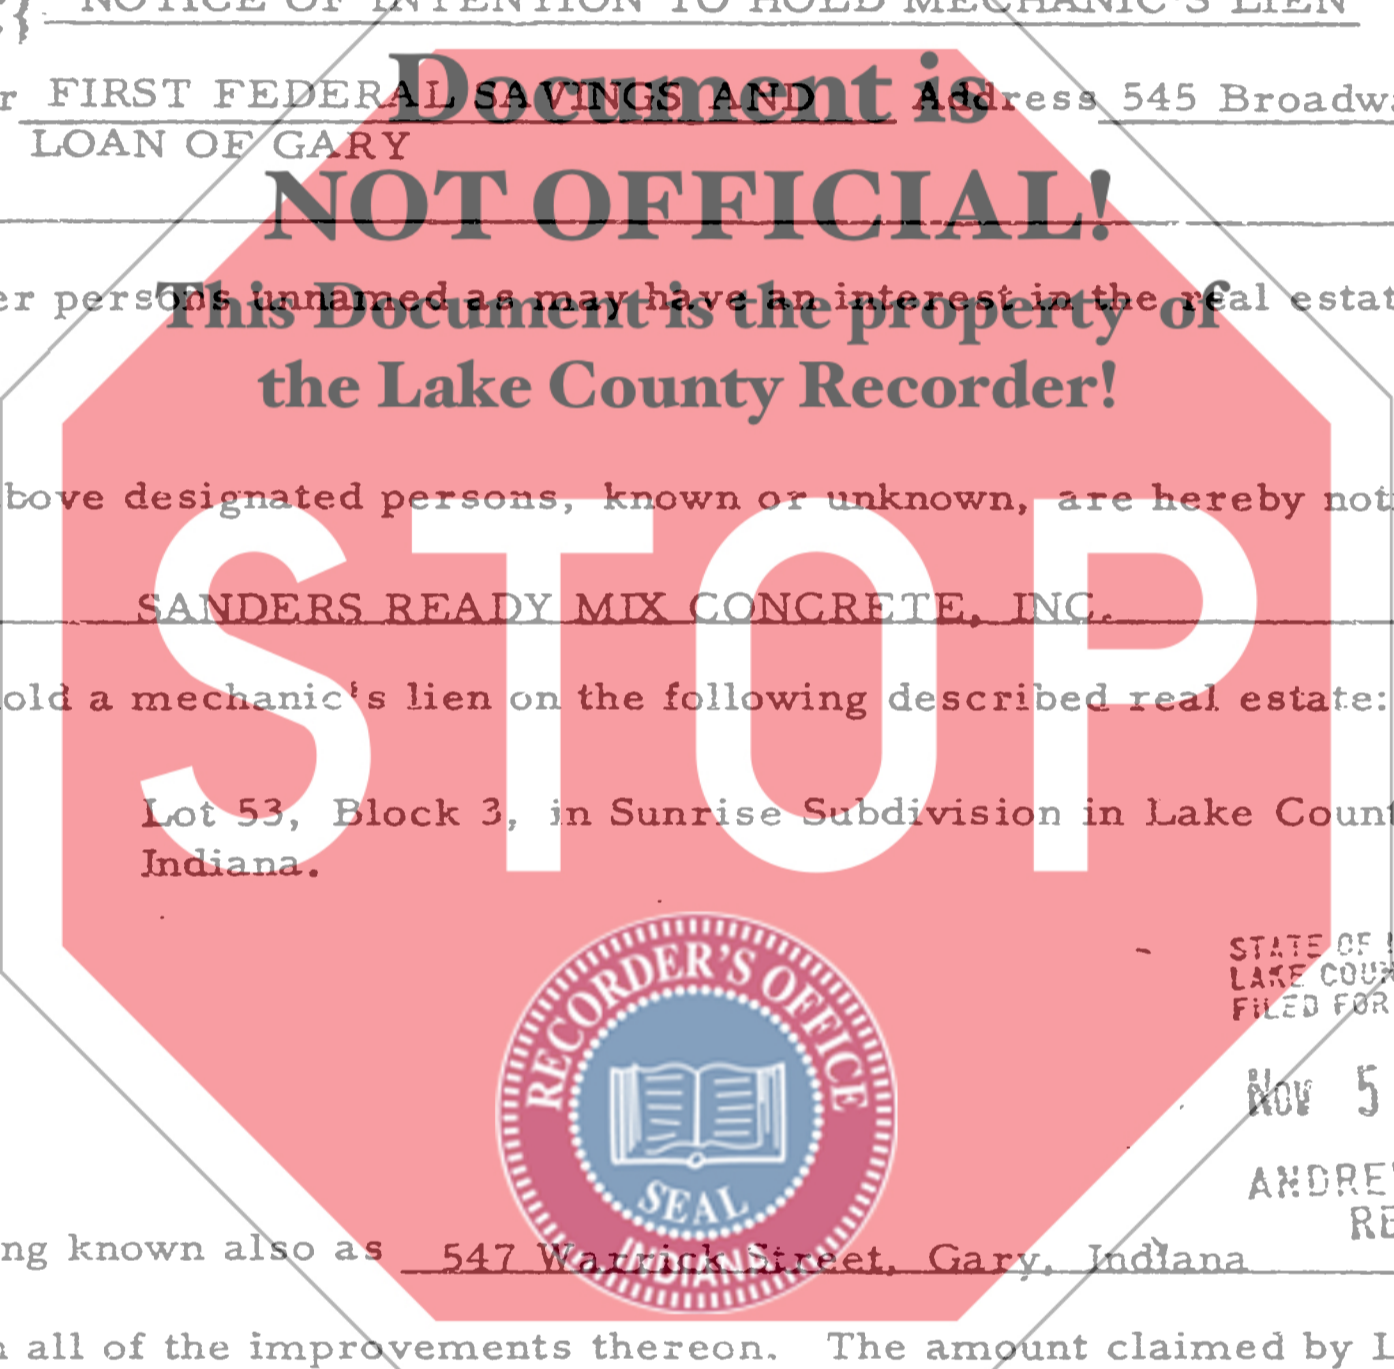 NOTICE OF INTENTION TO HOLD MECHANIC'S LIEN
Document is
r FIRST FEDERAL SAVINGS AND Address 545 Broadwa
LOAN OF GARY
NOT OFFICIAL!
er persons unnamed as may have an interest in the real estat
This Document is the property of
the Lake County Recorder!
bove designated persons, known or unknown, are hereby noti
STOP
SANDERS READY MIX CONCRETE, INC.
old a mechanic's lien on the following described real estate:
Lot 53, Block 3, in Sunrise Subdivision in Lake Count
Indiana.
STATE OF
LAKE COUN
FILED FOR
RECORDER'S OFFICE
NOV 5
SEAL
INDIANA
ANDRE
RE
ng known also as 547 Warrick Street, Gary, Indiana
n all of the improvements thereon. The amount claimed by L